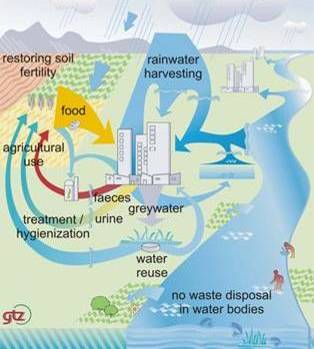 restoring soil
fertility
rainwater
harvesting
food
agricultural
use
faeces
urine
greywater
treatment /
hygienization
water
reuse
no waste disposal
in water bodies
gtz